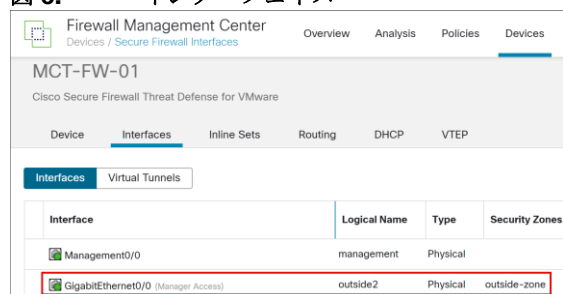 Firewall Management Center
Devices / Secure Firewall Interfaces
Overview Analysis Policies Devices
MCT-FW-01
Cisco Secure Firewall Threat Defense for VMware
Device Interfaces Inline Sets Routing DHCP VTEP
Interfaces Virtual Tunnels
Interface Logical Name Type Security Zones
Management0/0 management Physical
GigabitEthernet0/0 (Manager Access) outside2 Physical outside-zone